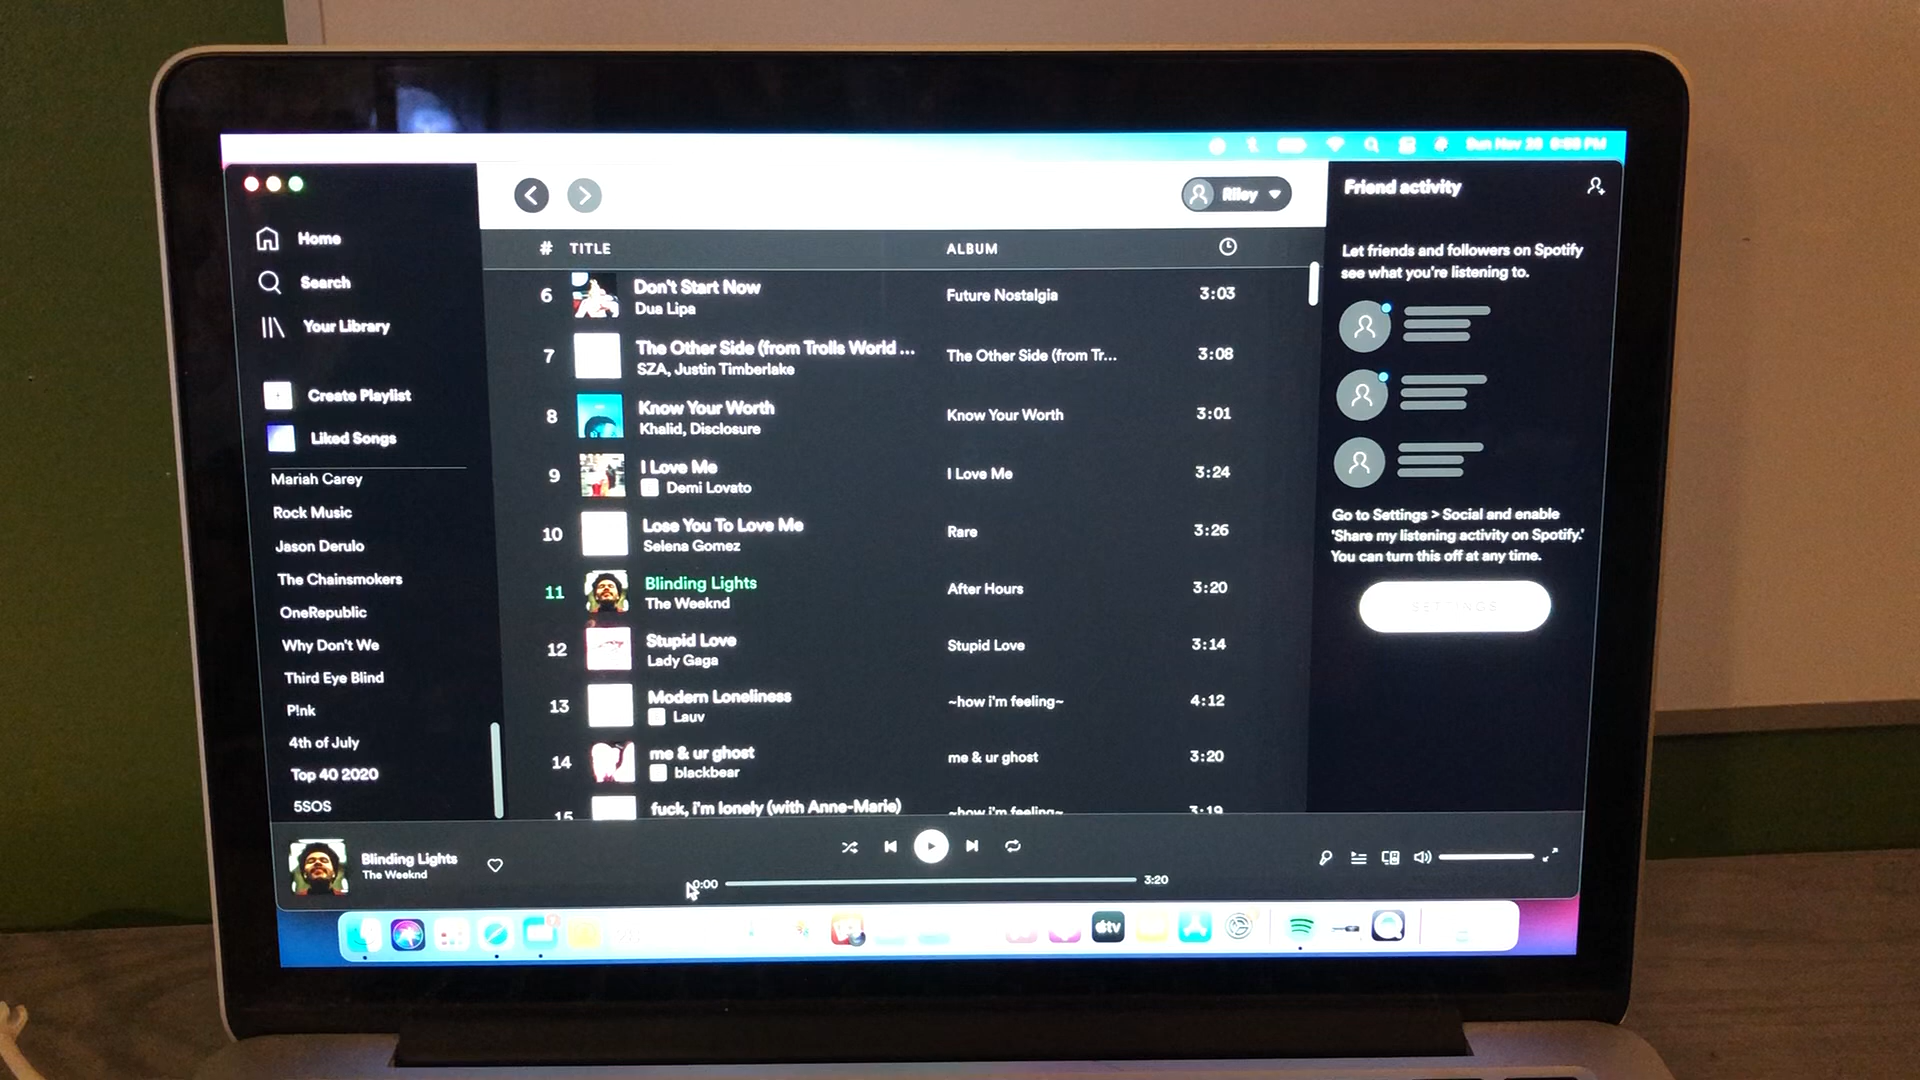 Sun Nov
Home
Search
Your Library
Create Playlist
Liked Songs
Mariah Carey
Rock Music
Jason Derulo
The Chainsmokers
OneRepublic
Why Don't We
Third Eye Blind
P!nk
4th of July
Top 40 2020
5SOS
Riley
# TITLE ALBUM
6 Don't Start Now Future Nostalgia 3:03
Dua Lipa
7 The Other Side (from Trolls World ... The Other Side (from Tr... 3:08
SZA, Justin Timberlake
8 Know Your Worth Know Your Worth 3:01
Khalid, Disclosure
9 I Love Me I Love Me 3:24
Demi Lovato
10 Lose You To Love Me Rare 3:26
Selena Gomez
11 Blinding Lights After Hours 3:20
The Weeknd
12 Stupid Love Stupid Love 3:14
Lady Gaga
13 Modern Loneliness ~how i'm feeling~ 4:12
Lauv
14 me & ur ghost me & ur ghost 3:20
blackbear
15 fuck, i'm lonely (with Anne-Marie) ~how i'm feeling~ 3:19
Friend activity
Let friends and followers on Spotify
see what you're listening to.
Go to Settings > Social and enable
'Share my listening activity on Spotify.'
You can turn this off at any time.
SETTINGS
Blinding Lights
The Weeknd
0:00 3:20
tv